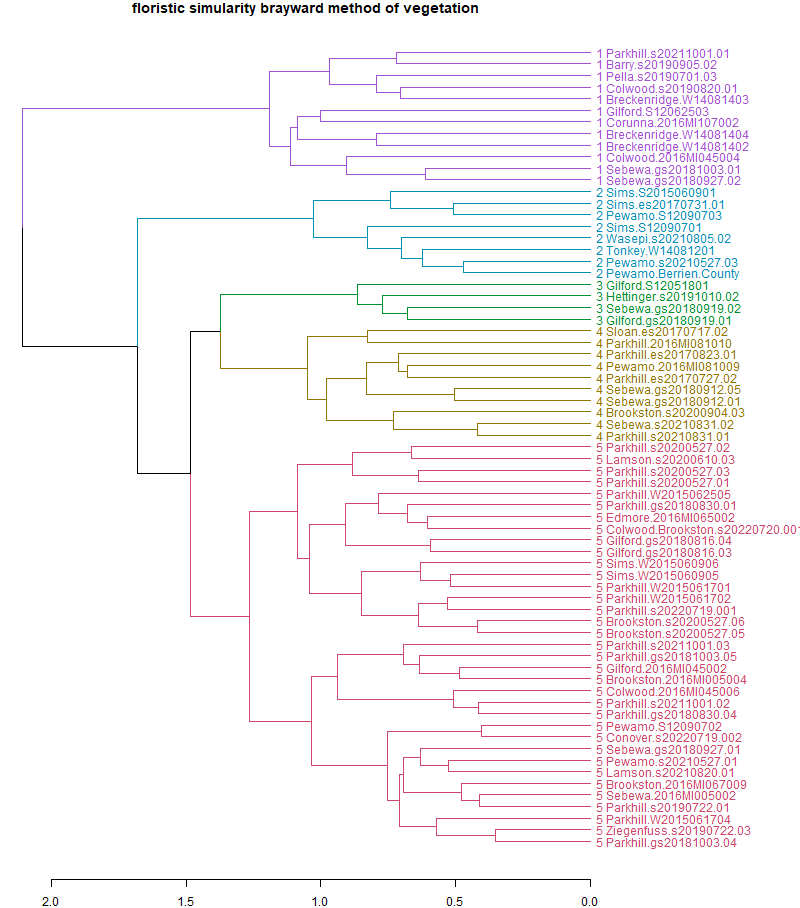 floristic simularity brayward method of vegetation
1 Parkhill.s20211001.01
1 Barry.s20190905.02
1 Pella.s20190701.03
1 Colwood.s20190820.01
1 Breckenridge.W14081403
1 Gilford.S12062503
1 Corunna.2016MI107002
1 Breckenridge.W14081404
1 Breckenridge.W14081402
1 Colwood.2016MI045004
1 Sebewa.gs20181003.01
1 Sebewa.gs20180927.02
2 Sims.S2015060901
2 Sims.es20170731.01
2 Pewamo.S12090703
2 Sims.S12090701
2 Wasepi.s20210805.02
2 Tonkey.W14081201
2 Pewamo.s20210527.03
2 Pewamo.Berrien.County
3 Gilford.S12051801
3 Hettinger.s20191010.02
3 Sebewa.gs20180919.02
3 Gilford.gs20180919.01
4 Sloan.es20170717.02
4 Parkhill.2016MI081010
4 Parkhill.es20170823.01
4 Pewamo.2016MI081009
4 Parkhill.es20170727.02
4 Sebewa.gs20180912.05
4 Sebewa.gs20180912.01
4 Brookston.s20200904.03
4 Sebewa.s20210831.02
4 Parkhill.s20210831.01
5 Parkhill.s20200527.02
5 Lamson.s20200610.03
5 Parkhill.s20200527.03
5 Parkhill.s20200527.01
5 Parkhill.W2015062505
5 Parkhill.gs20180830.01
5 Edmore.2016MI065002
5 Colwood.Brookston.s20220720.001
5 Gilford.gs20180816.04
5 Gilford.gs20180816.03
5 Sims.W2015060906
5 Sims.W2015060905
5 Parkhill.W2015061701
5 Parkhill.W2015061702
5 Parkhill.s20220719.001
5 Brookston.s20200527.06
5 Brookston.s20200527.05
5 Parkhill.s20211001.03
5 Parkhill.gs20181003.05
5 Gilford.2016MI045002
5 Brookston.2016MI005004
5 Colwood.2016MI045006
5 Parkhill.s20211001.02
5 Parkhill.gs20180830.04
5 Pewamo.S12090702
5 Conover.s20220719.002
5 Sebewa.gs20180927.01
5 Pewamo.s20210527.01
5 Lamson.s20210820.01
5 Brookston.2016MI067009
5 Sebewa.2016MI005002
5 Parkhill.s20190722.01
5 Parkhill.W2015061704
5 Ziegenfuss.s20190722.03
5 Parkhill.gs20181003.04
2.0 1.5 1.0 0.5 0.0